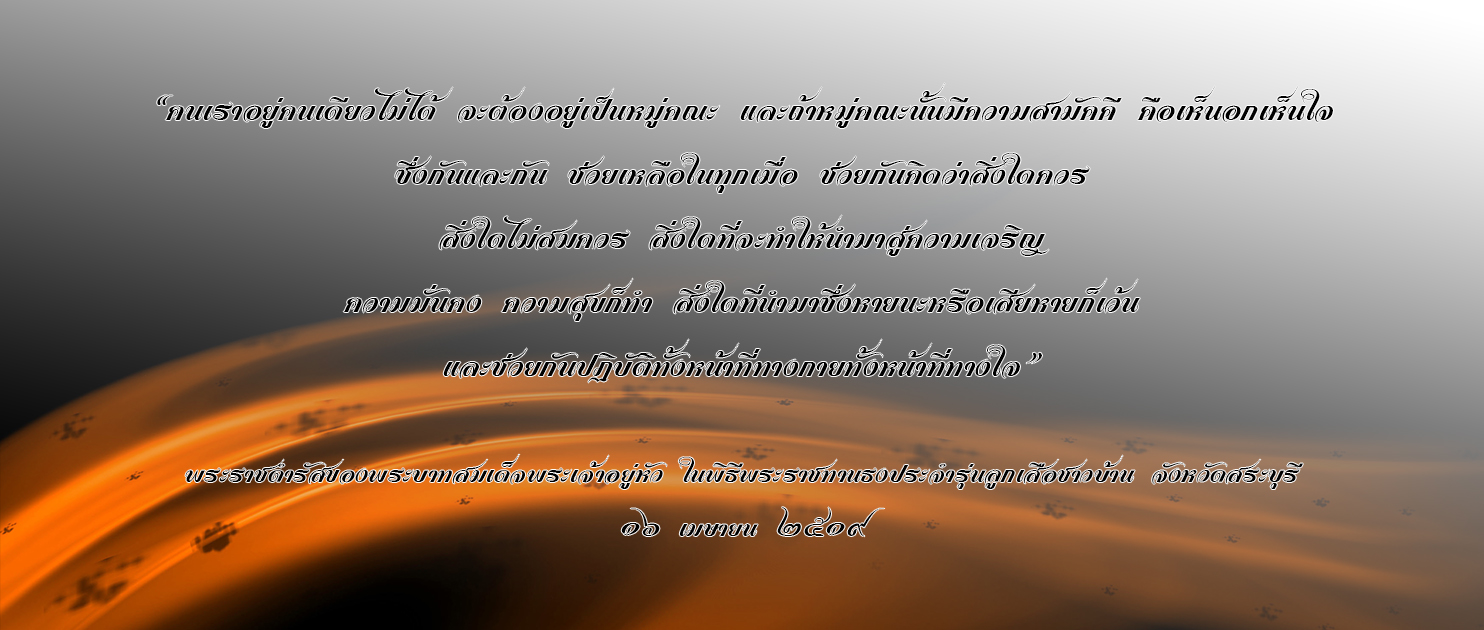 “คนเราอยู่คนเดียวไม่ได้ จะต้องอยู่เป็นหมู่คณะ และถ้าหมู่คณะนั้นมีความสามัคคี คือเห็นอกเห็นใจ
ซึ่งกันและกัน ช่วยเหลือในทุกเมื่อ ช่วยกันคิดว่าสิ่งใดควร
สิ่งใดไม่สมควร สิ่งใดที่จะทำให้นำมาสู่ความเจริญ
ความมั่นคง ความสุขก็ทำ สิ่งใดที่นำมาซึ่งหายนะหรือเสียหายก็เว้น
และช่วยกันปฏิบัติทั้งหน้าที่ทางกายทั้งหน้าที่ทางใจ”
พระราชดำรัสของพระบาทสมเด็จพระเจ้าอยู่หัว ในพิธีพระราชทานธงประจำรุ่นลูกเสือชาวบ้าน จังหวัดสระบุรี
๑๖ เมษายน ๒๕๑๙